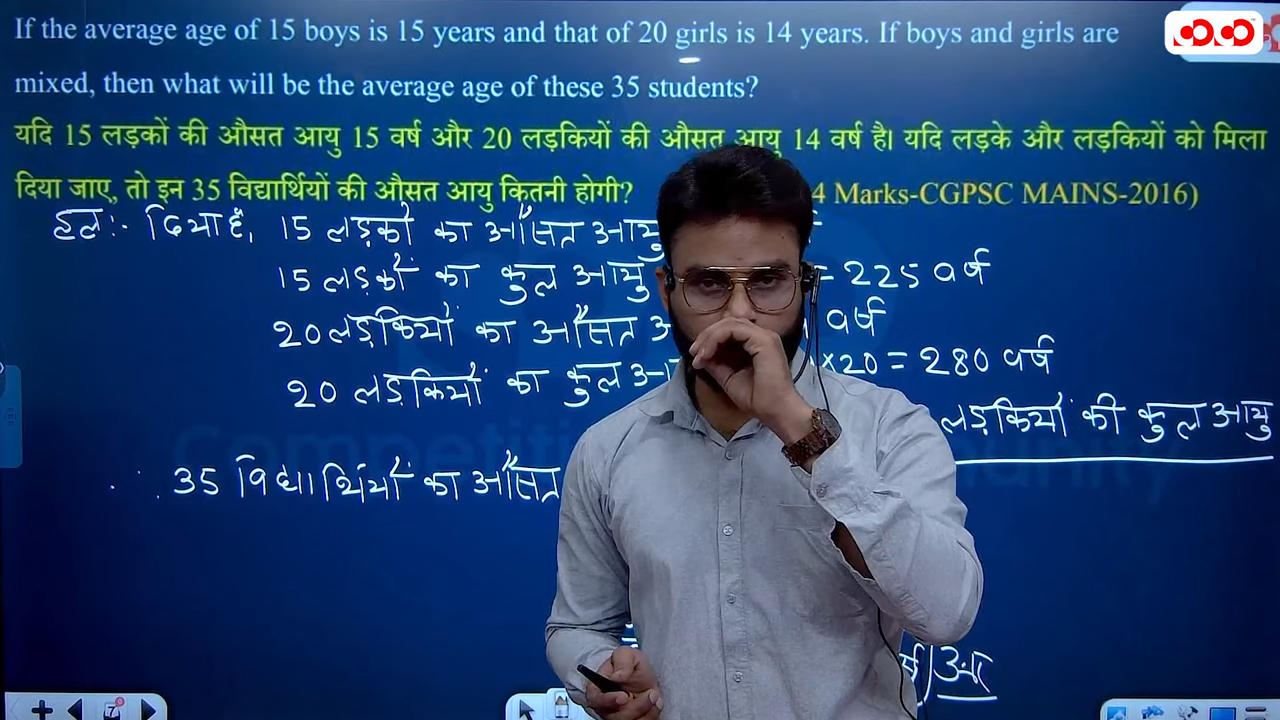 If the average age of 15 boys is 15 years and that of 20 girls is 14 years. If boys and girls are
mixed, then what will be the average age of these 35 students?
यदि 15 लड़कों की औसत आयु 15 वर्ष और 20 लड़कियों की औसत आयु 14 वर्ष है। यदि लड़के और लड़कियों को मिला
दिया जाए, तो इन 35 विद्यार्थियों की औसत आयु कितनी होगी? 4 Marks-CGPSC MAINS-2016)
हल:- दिया है, 15 लड़कों का औसत आयु
15 लड़कों का कुल आयु = 225 वर्ष
20 लड़कियों का औसत वर्ष
20 लड़कियों का कुल ×20 = 280 वर्ष
लड़कियों की कुल आयु
∴ 35 विद्यार्थियों का औसत